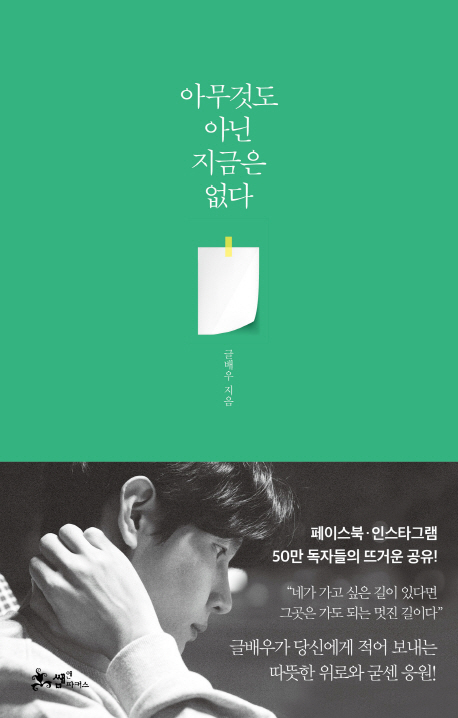 아무것도
아닌
지금은
없다
글배우 지음
페이스북·인스타그램
50만 독자들의 뜨거운 공유!
“네가 가고 싶은 길이 있다면
그곳은 가도 되는 멋진 길이다”
글배우가 당신에게 적어 보내는
따뜻한 위로와 굳센 응원!
쌤앤파커스